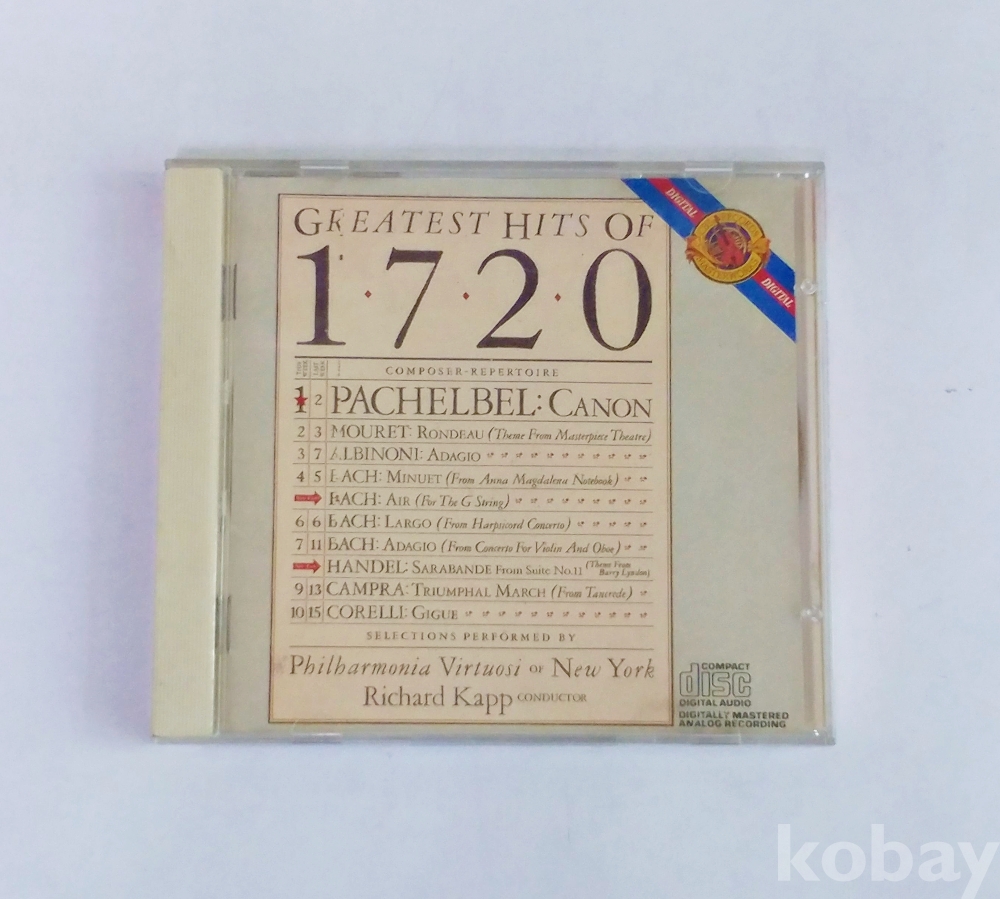 GREATEST HITS OF
1·7·2·0
DIGITAL
MASTERWORKS
DIGITAL
THIS WEEK
LAST WEEK
COMPOSER-REPERTOIRE
1 2 PACHELBEL: CANON
2 3 MOURET: RONDEAU (Theme From Masterpiece Theatre)
3 7 ALBINONI: ADAGIO
4 5 BACH: MINUET (From Anna Magdalena Notebook)
BACH: AIR (For The G String)
6 6 BACH: LARGO (From Harpsicord Concerto)
7 11 BACH: ADAGIO (From Concerto For Violin And Oboe)
HANDEL: SARABANDE From Suite No.11 (Theme From Barry Lyndon)
9 13 CAMPRA: TRIUMPHAL MARCH (From Tancrede)
10 15 CORELLI: GIGUE
SELECTIONS PERFORMED BY
Philharmonia Virtuosi OF New York
Richard Kapp CONDUCTOR
COMPACT
disc
DIGITAL AUDIO
DIGITALLY MASTERED
ANALOG RECORDING
kobay